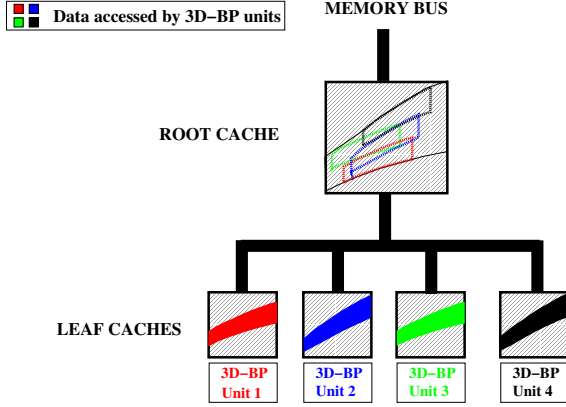 MEMORY BUS
Data accessed by 3D-BP units
ROOT CACHE
LEAF CACHES
3D-BP
Unit 1
3D-BP
Unit 2
3D-BP
Unit 3
3D-BP
Unit 4